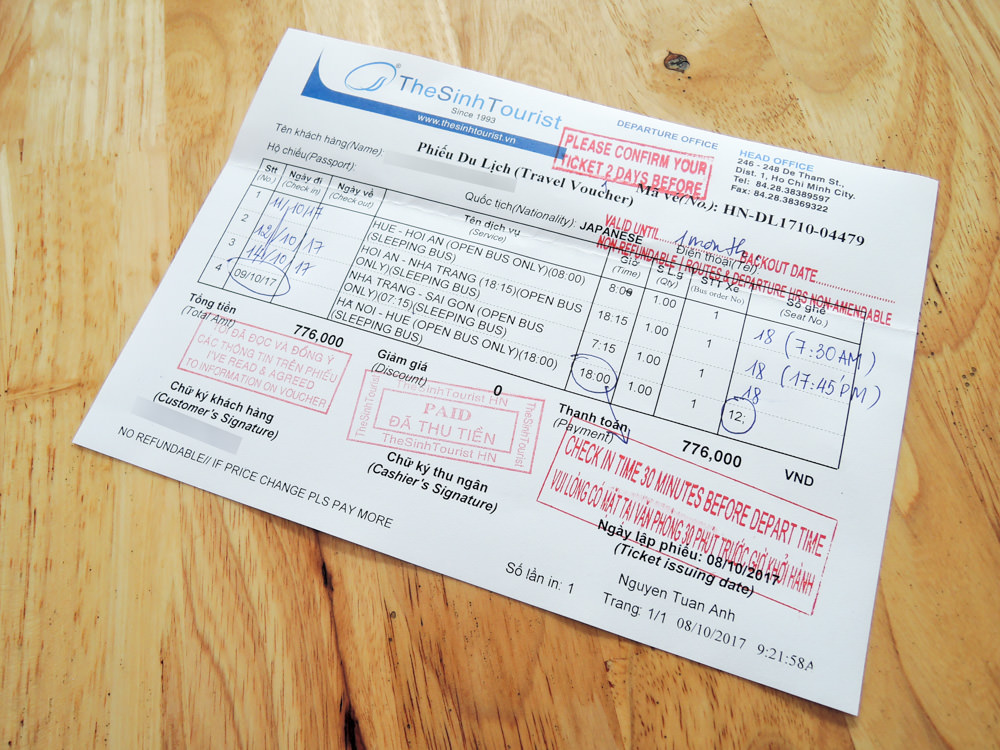 TheSinhTourist®
Since 1993
www.thesinhtourist.vn
DEPARTURE OFFICE
HEAD OFFICE
246 - 248 De Tham St.,
Dist. 1, Ho Chi Minh City.
Tel: 84.28.38389597
Fax: 84.28.38369322
PLEASE CONFIRM YOUR
TICKET 2 DAYS BEFORE
Phiếu Du Lịch (Travel Voucher)
Mã vé(No.): HN-DL1710-04479
Tên khách hàng(Name):
Hộ chiếu(Passport):
Quốc tịch(Nationality): JAPANESE
Điện thoại(Tel):
VALID UNTIL 1 month BACKOUT DATE
NON-REFUNDABLE / ROUTES & DEPARTURE HRS NON-AMENDABLE
Stt Ngày đi Ngày về Tên dịch vụ Giờ S.Lg STT Xe Số ghế
(No.) (Check in) (Check out) (Service) (Time) (Qty) (Bus order No) (Seat No.)
1 11/10/17 HUE - HOI AN (OPEN BUS ONLY)(08:00) 8:00 1.00 1 18 (7:30AM)
(SLEEPING BUS)
2 12/10/17 HOI AN - NHA TRANG (18:15)(OPEN BUS 18:15 1.00 1 18 (17:45 PM)
ONLY)(SLEEPING BUS)
3 14/10/17 NHA TRANG - SAI GON (OPEN BUS 7:15 1.00 1 18
ONLY)(07:15)(SLEEPING BUS)
4 09/10/17 HA NOI - HUE (OPEN BUS ONLY)(18:00) 18:00 1.00 1 12,
(SLEEPING BUS)
Tổng tiền 776,000
(Total Amt)
Giảm giá 0
(Discount)
Thanh toán 776,000 VND
(Payment)
TÔI ĐÃ ĐỌC VÀ ĐỒNG Ý
CÁC THÔNG TIN TRÊN PHIẾU
I'VE READ & AGREED
TO INFORMATION ON VOUCHER
TheSinhTourist HN
TheSinhTourist
PAID
ĐÃ THU TIỀN
TheSinhTourist
TheSinhTourist HN
CHECK IN TIME 30 MINUTES BEFORE DEPART TIME
VUI LÒNG CÓ MẶT TẠI VĂN PHÒNG 30 PHÚT TRƯỚC GIỜ KHỞI HÀNH
Chữ ký khách hàng
(Customer's Signature)
Chữ ký thu ngân
(Cashier's Signature)
Ngày lập phiếu: 08/10/2017
(Ticket issuing date)
NO REFUNDABLE// IF PRICE CHANGE PLS PAY MORE
Nguyen Tuan Anh
Số lần in: 1 Trang: 1/1 08/10/2017 9:21:58A